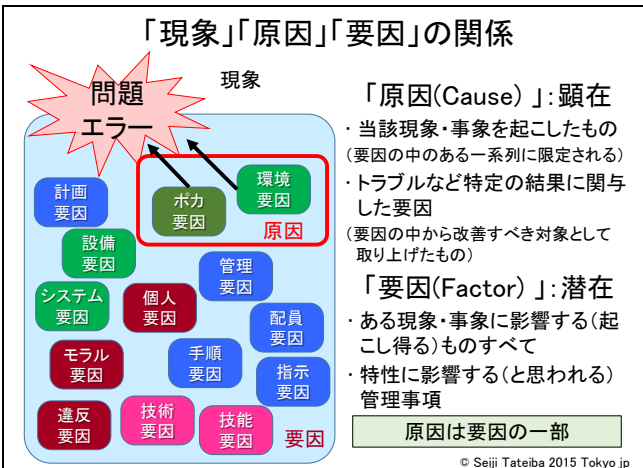 「現象」「原因」「要因」の関係
現象
問題
エラー
計画
要因
ポカ
要因
環境
要因
原因
設備
要因
管理
要因
システム
要因
個人
要因
配員
要因
モラル
要因
手順
要因
指示
要因
違反
要因
技術
要因
技能
要因
要因
「原因(Cause) 」:顕在
・当該現象・事象を起こしたもの
(要因の中のある一系列に限定される)
・トラブルなど特定の結果に関与
した要因
(要因の中から改善すべき対象として
取り上げたもの)
「要因(Factor) 」:潜在
・ある現象・事象に影響する(起
こし得る)ものすべて
・特性に影響する(と思われる)
管理事項
原因は要因の一部
© Seiji Tateiba 2015 Tokyo.jp